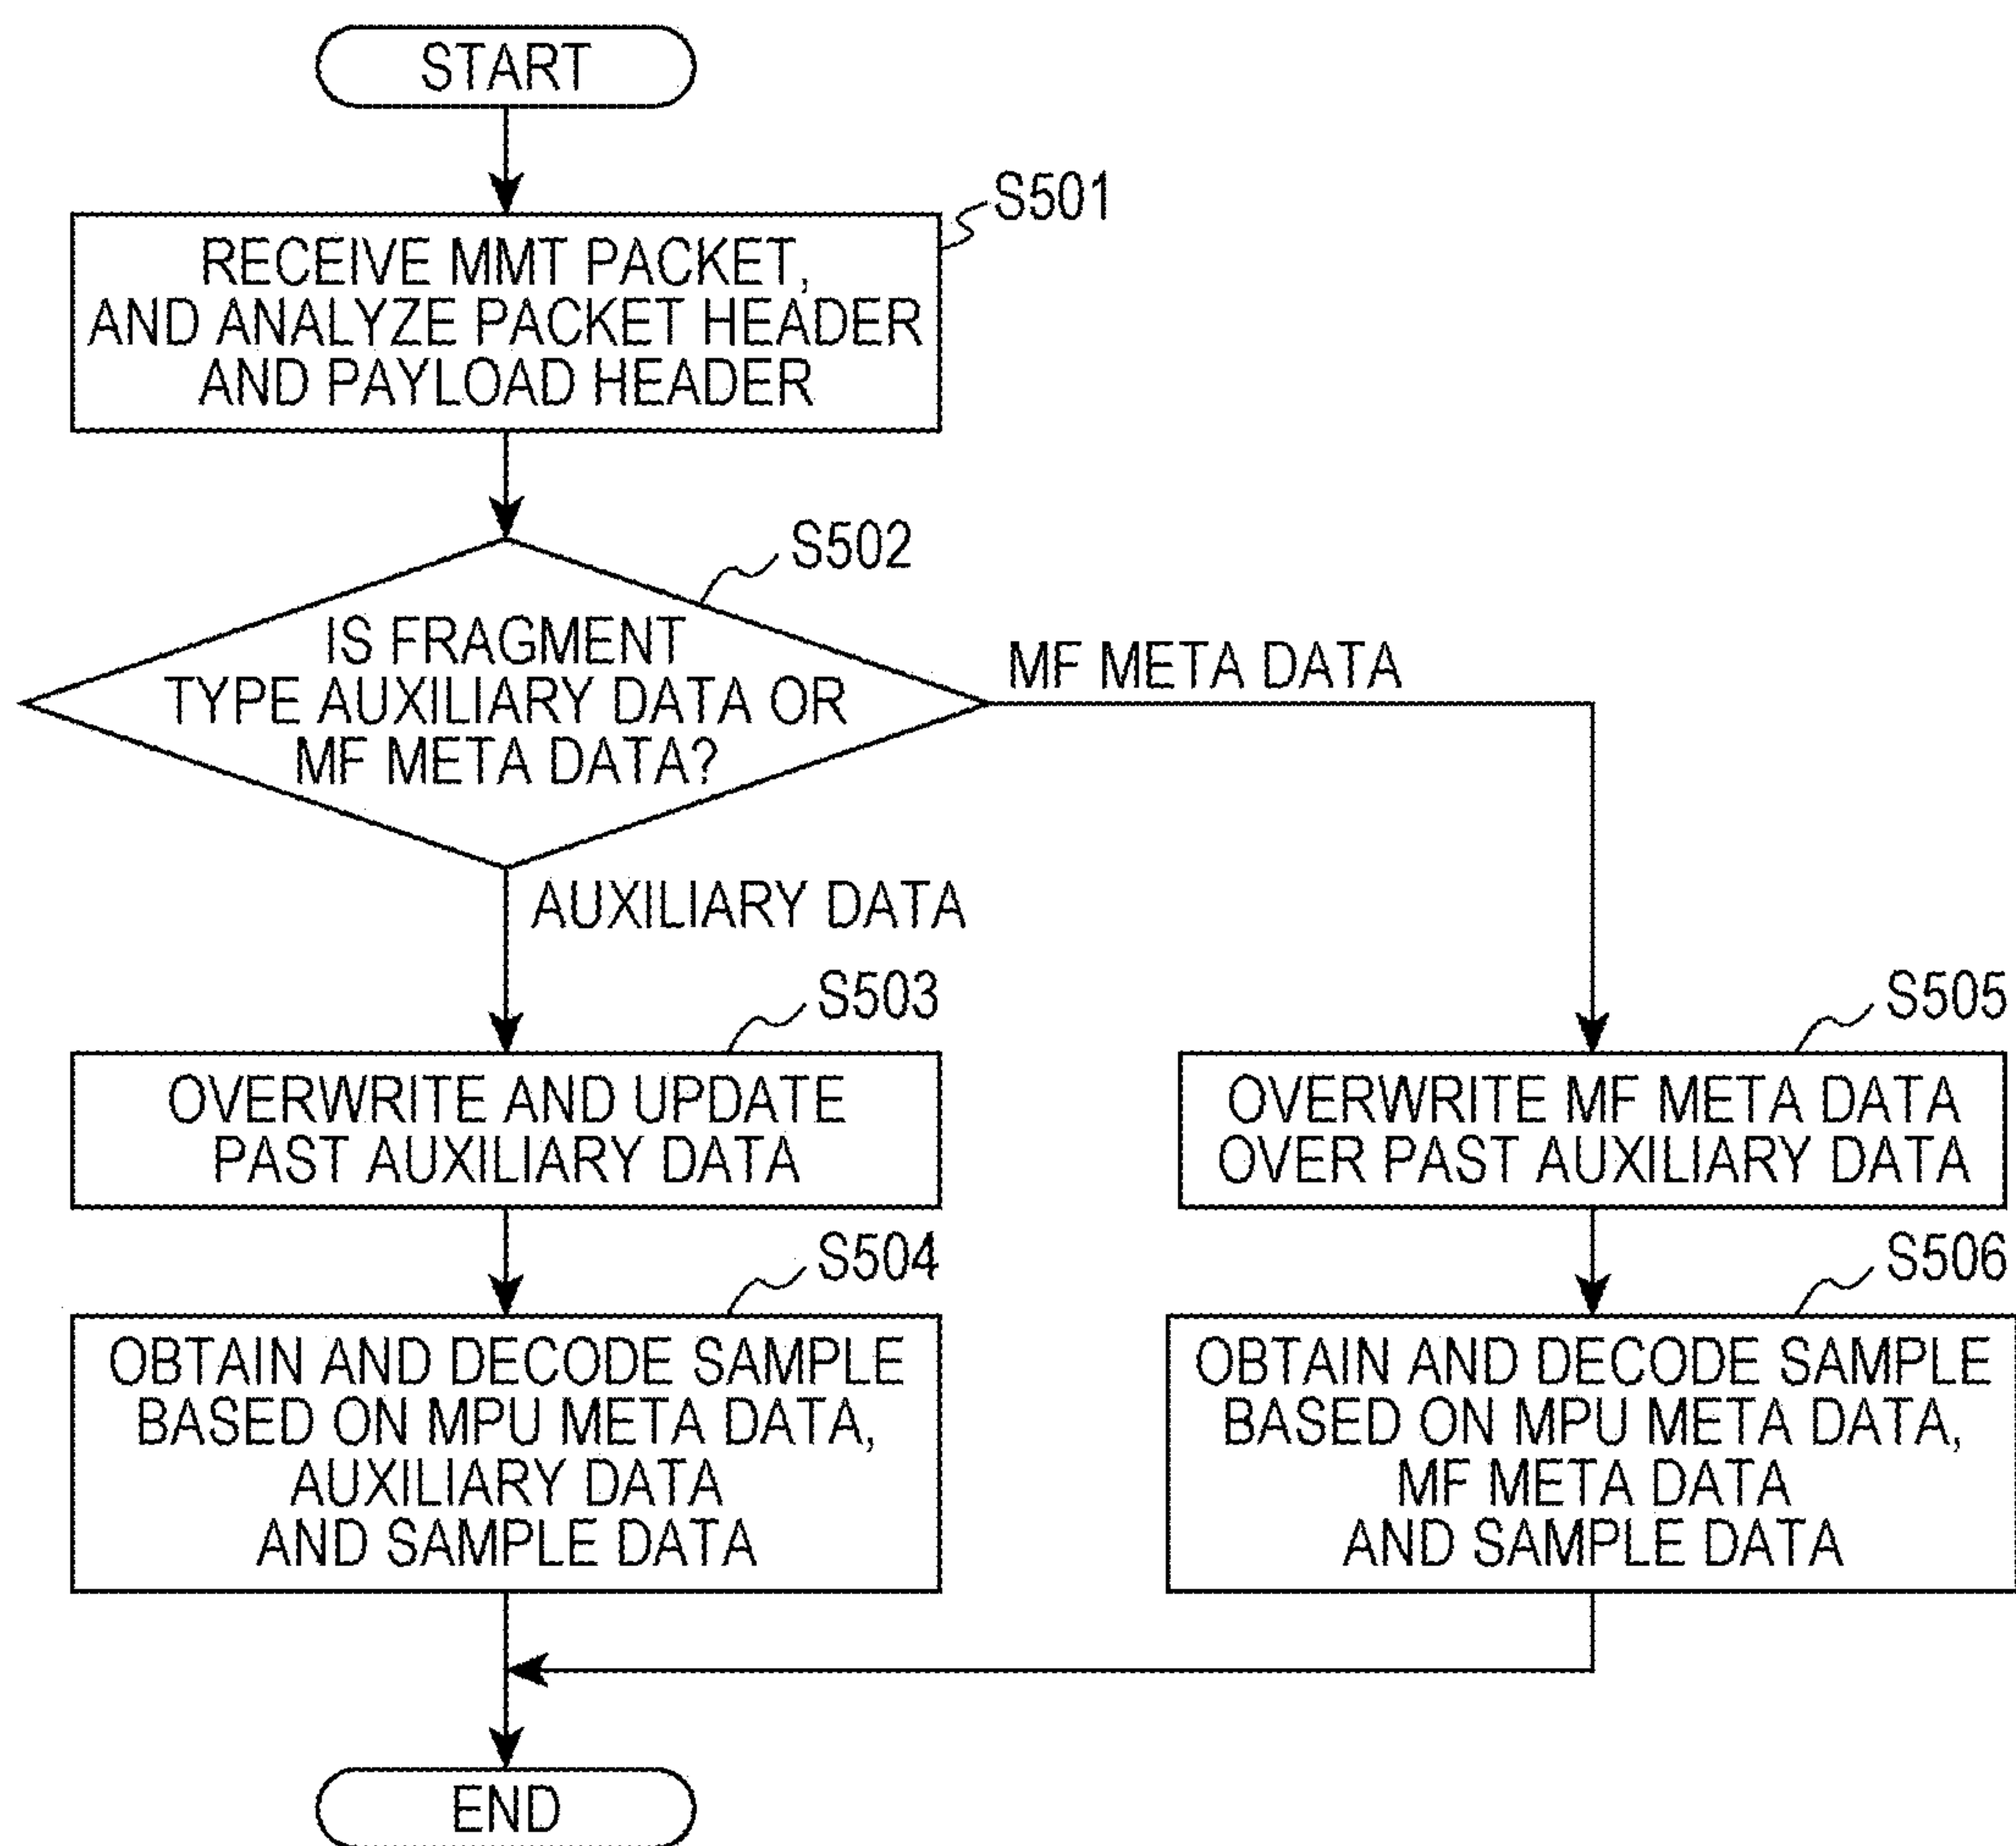 START
S501
RECEIVE MMT PACKET,
AND ANALYZE PACKET HEADER
AND PAYLOAD HEADER
S502
IS FRAGMENT
TYPE AUXILIARY DATA OR
MF META DATA?
MF META DATA
AUXILIARY DATA
S503
OVERWRITE AND UPDATE
PAST AUXILIARY DATA
S505
OVERWRITE MF META DATA
OVER PAST AUXILIARY DATA
S504
OBTAIN AND DECODE SAMPLE
BASED ON MPU META DATA,
AUXILIARY DATA
AND SAMPLE DATA
S506
OBTAIN AND DECODE SAMPLE
BASED ON MPU META DATA,
MF META DATA
AND SAMPLE DATA
END